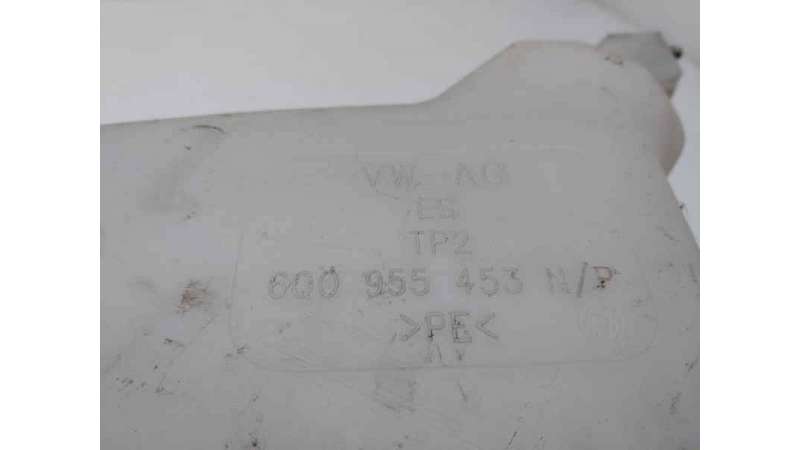 VW AG
ES
TP2
6Q0 955 453 N/P
>PE<